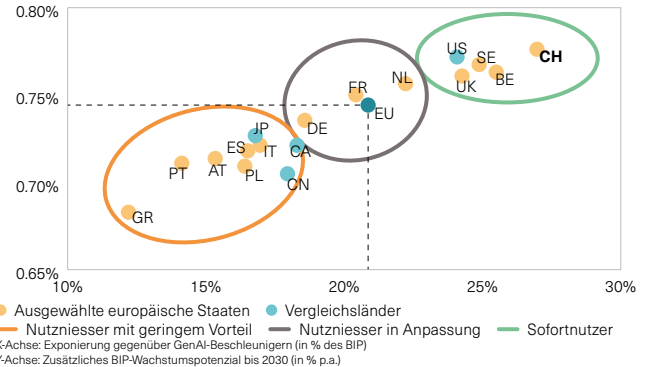 0.80%
US
SE
CH
UK
BE
NL
FR
0.75%
EU
DE
JP
ES
IT
CA
PT
AT
PL
CN
0.70%
GR
0.65%
10%
15%
20%
25%
30%
Ausgewählte europäische Staaten
Vergleichsländer
Nutzniesser mit geringem Vorteil
Nutzniesser in Anpassung
Sofortnutzer
X-Achse: Exponierung gegenüber GenAI-Beschleunigern (in % des BIP)
Y-Achse: Zusätzliches BIP-Wachstumspotenzial bis 2030 (in % p.a.)